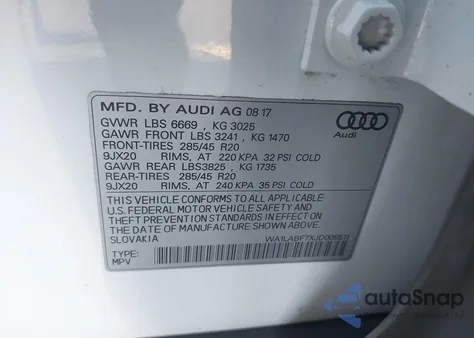 MFD. BY AUDI AG 08 17
GVWR LBS 6669 , KG 3025
GAWR FRONT LBS 3241 , KG 1470
FRONT-TIRES 285/45 R20
9JX20 RIMS, AT 220 KPA 32 PSI COLD
GAWR REAR LBS3825 , KG 1735
REAR-TIRES 285/45 R20
9JX20 RIMS, AT 240 KPA 35 PSI COLD
THIS VEHICLE CONFORMS TO ALL APPLICABLE
U.S. FEDERAL MOTOR VEHICLE SAFETY AND
THEFT PREVENTION STANDARDS IN EFFECT ON
THE DATE OF MANUFACTURE SHOWN ABOVE.
SLOVAKIA
TYPE:
MPV
Audi
autoSnap